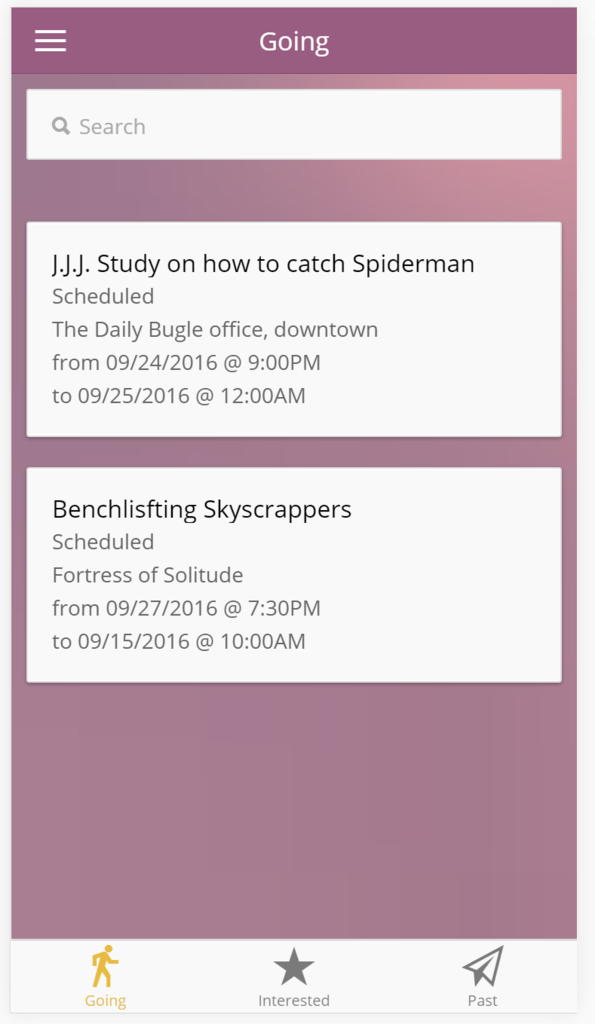 Going
Search
J.J.J. Study on how to catch Spiderman
Scheduled
The Daily Bugle office, downtown
from 09/24/2016 @ 9:00PM
to 09/25/2016 @ 12:00AM
Benchlisfting Skyscrappers
Scheduled
Fortress of Solitude
from 09/27/2016 @ 7:30PM
to 09/15/2016 @ 10:00AM
Going
Interested
Past